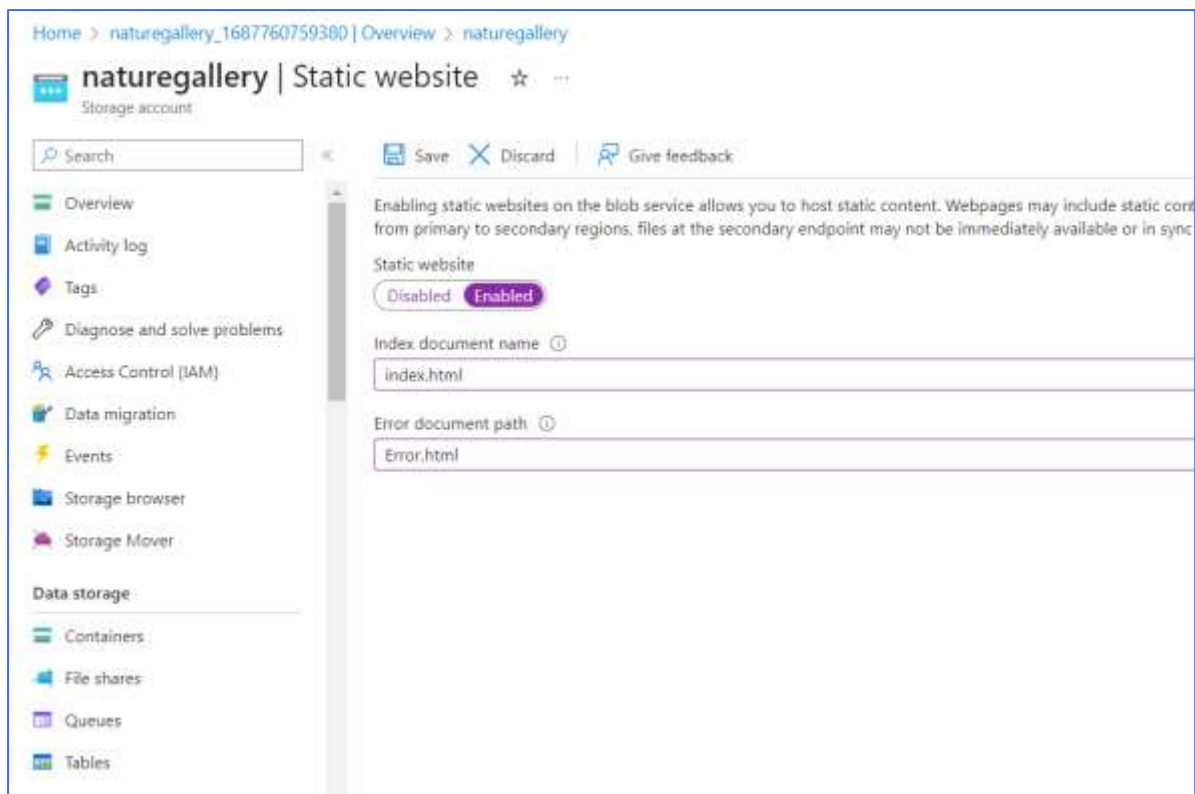 Home > naturegallery_1687760759380 | Overview > naturegallery
naturegallery | Static website
Storage account
Search
Save Discard Give feedback
Overview
Activity log
Tags
Diagnose and solve problems
Access Control (IAM)
Data migration
Events
Storage browser
Storage Mover
Data storage
Containers
File shares
Queues
Tables
Enabling static websites on the blob service allows you to host static content. Webpages may include static cont
from primary to secondary regions, files at the secondary endpoint may not be immediately available or in sync
Static website
Disabled Enabled
Index document name
index.html
Error document path
Error.html